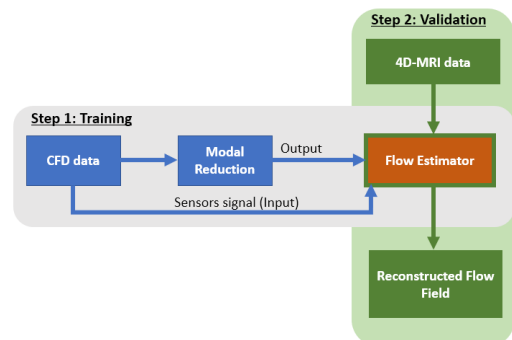 Step 2: Validation
4D-MRI data
Step 1: Training
CFD data
Modal
Reduction
Output
Flow Estimator
Sensors signal (Input)
Reconstructed Flow
Field